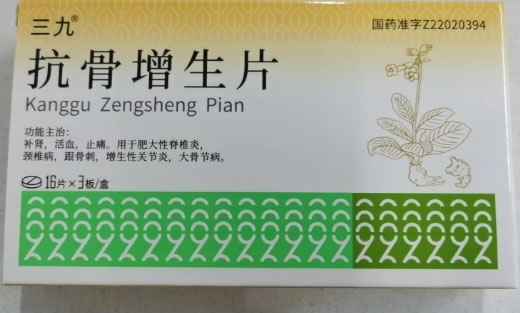 三九®
国药准字Z22020394
抗骨增生片
Kanggu Zengsheng Pian
功能主治:
补肾，活血，止痛。用于肥大性脊椎炎，
颈椎病，跟骨刺，增生性关节炎，大骨节病。
16片×3板/盒